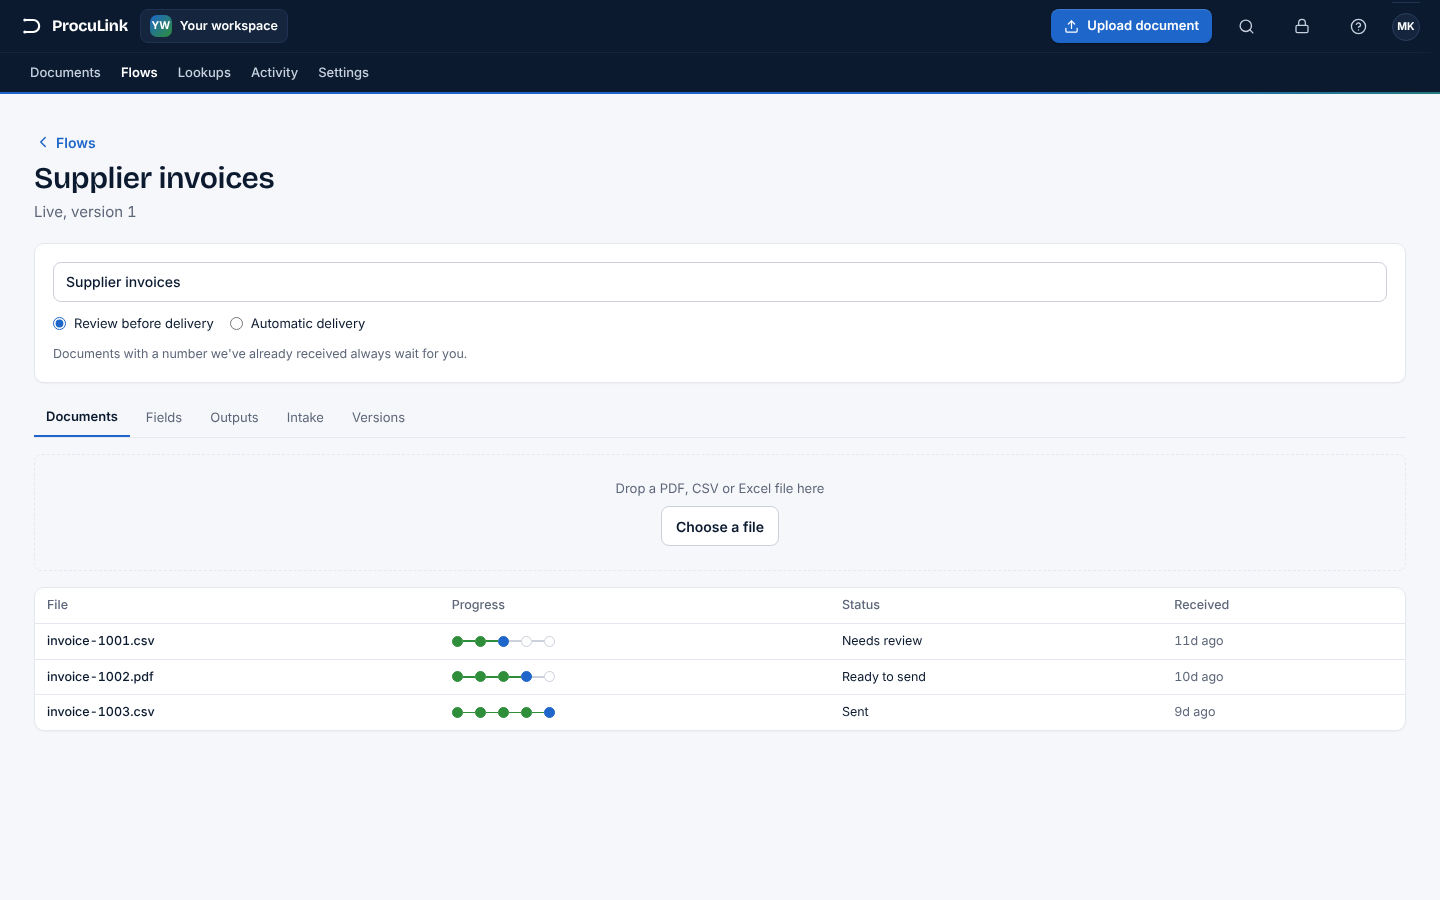 ProcuLink
YW Your workspace
Upload document
MK
Documents Flows Lookups Activity Settings
Flows
Supplier invoices
Live, version 1
Supplier invoices
Review before delivery Automatic delivery
Documents with a number we've already received always wait for you.
Documents Fields Outputs Intake Versions
Drop a PDF, CSV or Excel file here
Choose a file
File Progress Status Received
invoice-1001.csv Needs review 11d ago
invoice-1002.pdf Ready to send 10d ago
invoice-1003.csv Sent 9d ago